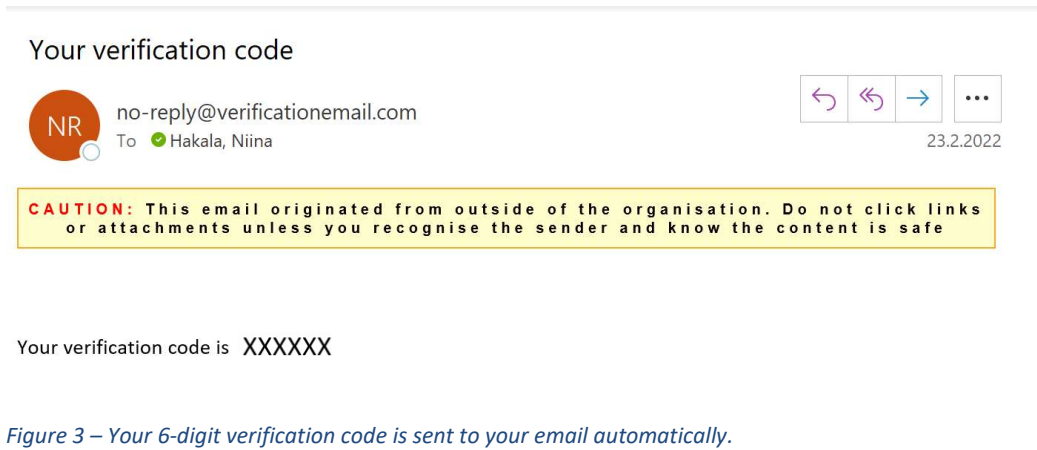 Your verification code
NR
no-reply@verificationemail.com
To Hakala, Niina
23.2.2022
CAUTION: This email originated from outside of the organisation. Do not click links
or attachments unless you recognise the sender and know the content is safe
Your verification code is XXXXXX
Figure 3 – Your 6-digit verification code is sent to your email automatically.